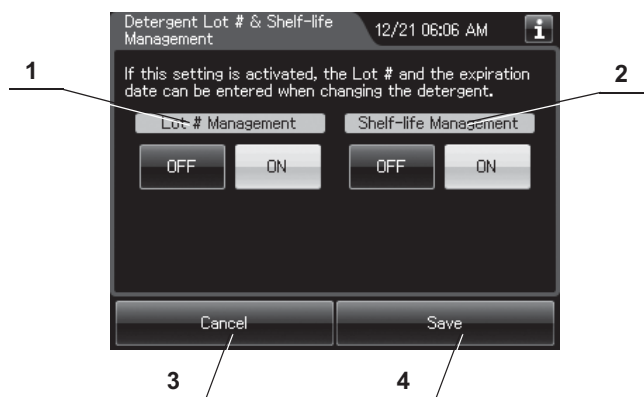 Detergent Lot # & Shelf-life
Management
12/21 06:06 AM
i
1
2
If this setting is activated, the Lot # and the expiration
date can be entered when changing the detergent.
Lot # Management
Shelf-life Management
OFF
ON
OFF
ON
Cancel
Save
3
4